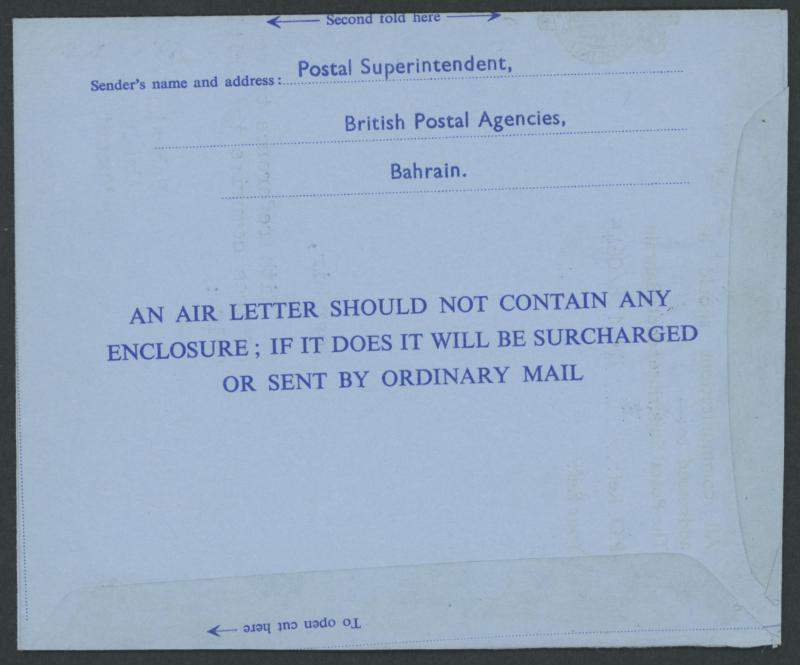 Second fold here
Sender's name and address: Postal Superintendent,
British Postal Agencies,
Bahrain.
AN AIR LETTER SHOULD NOT CONTAIN ANY
ENCLOSURE ; IF IT DOES IT WILL BE SURCHARGED
OR SENT BY ORDINARY MAIL
To open cut here